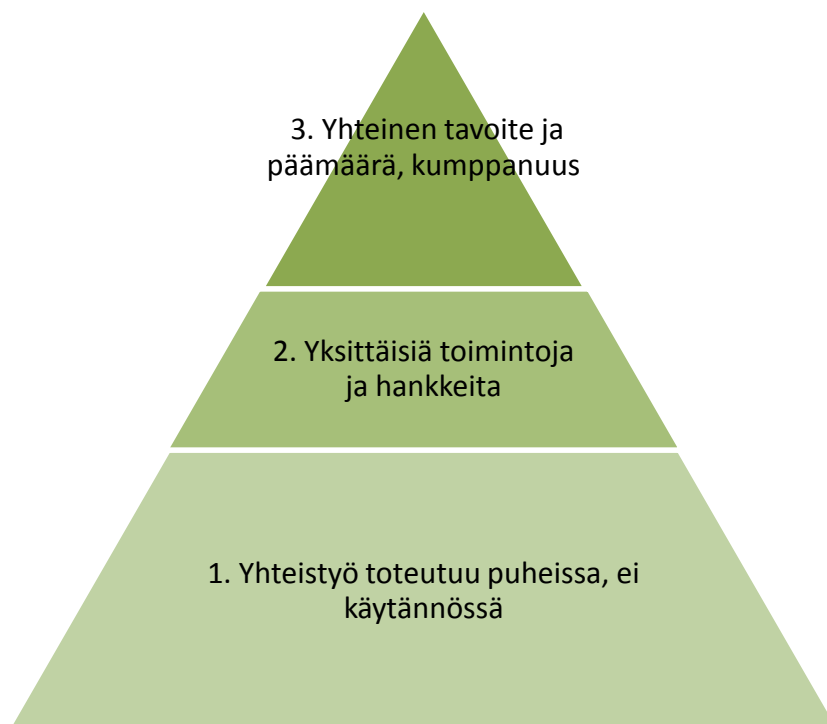 3. Yhteinen tavoite ja
päämäärä, kumppanuus
2. Yksittäisiä toimintoja
ja hankkeita
1. Yhteistyö toteutuu puheissa, ei
käytännössä